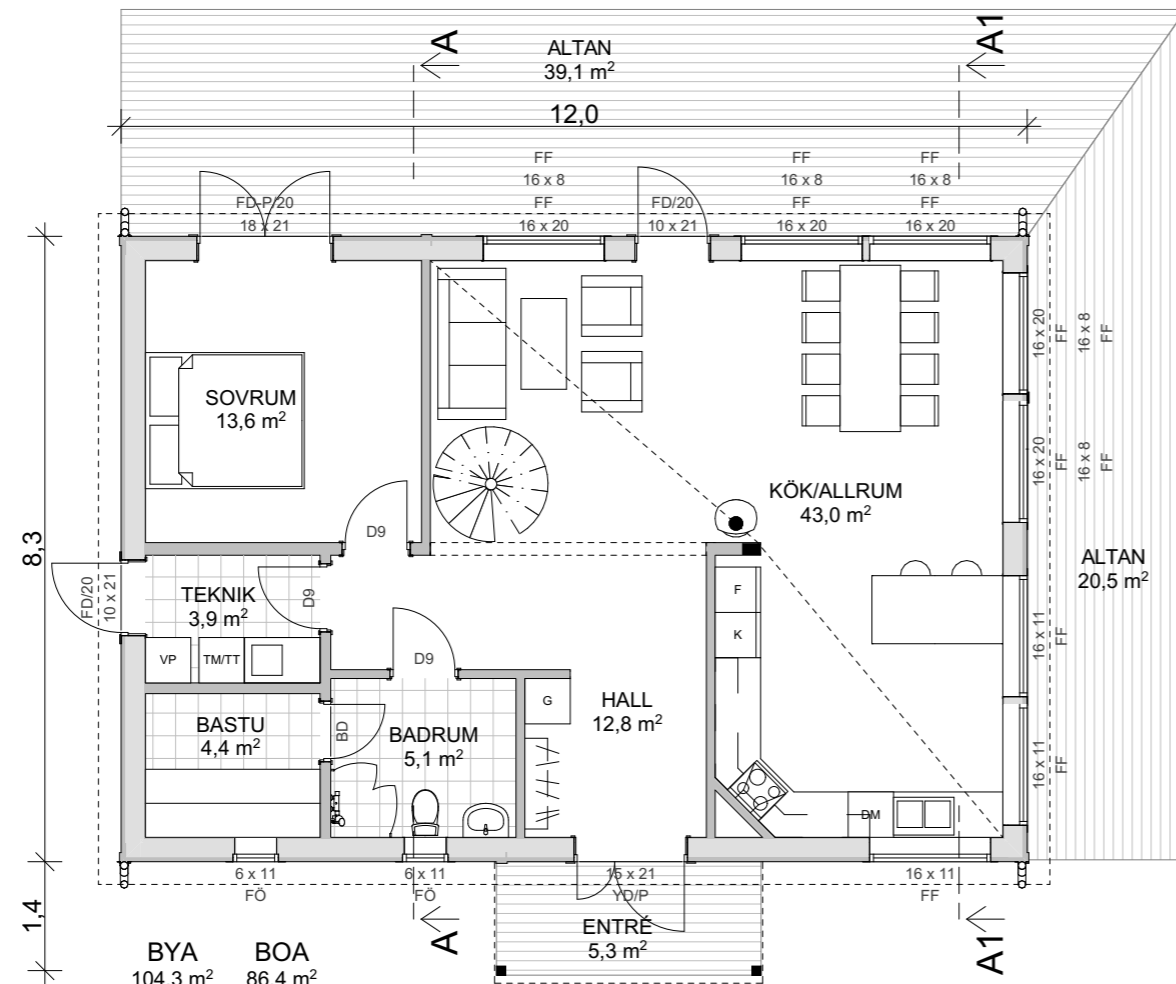 A
A1
ALTAN
39,1 m²
12,0
FF
FF
FF
16 x 8
16 x 8
16 x 8
FD-P/20
FF
FD/20
FF
FF
18 x 21
16 x 20
10 x 21
16 x 20
16 x 20
16 x 20
FF
16 x 8
FF
SOVRUM
13,6 m²
16 x 20
FF
16 x 8
FF
KÖK/ALLRUM
43,0 m²
8,3
D9
ALTAN
20,5 m²
FD/20
10 x 21
TEKNIK
3,9 m²
D9
F
K
16 x 11
FF
VP
TM/TT
D9
G
HALL
12,8 m²
BASTU
4,4 m²
BD
BADRUM
5,1 m²
16 x 11
FF
DM
6 x 11
FÖ
6 x 11
FÖ
15 x 21
YD/P
16 x 11
FF
1,4
A
ENTRÉ
5,3 m²
A1
BYA
104,3 m²
BOA
86,4 m²